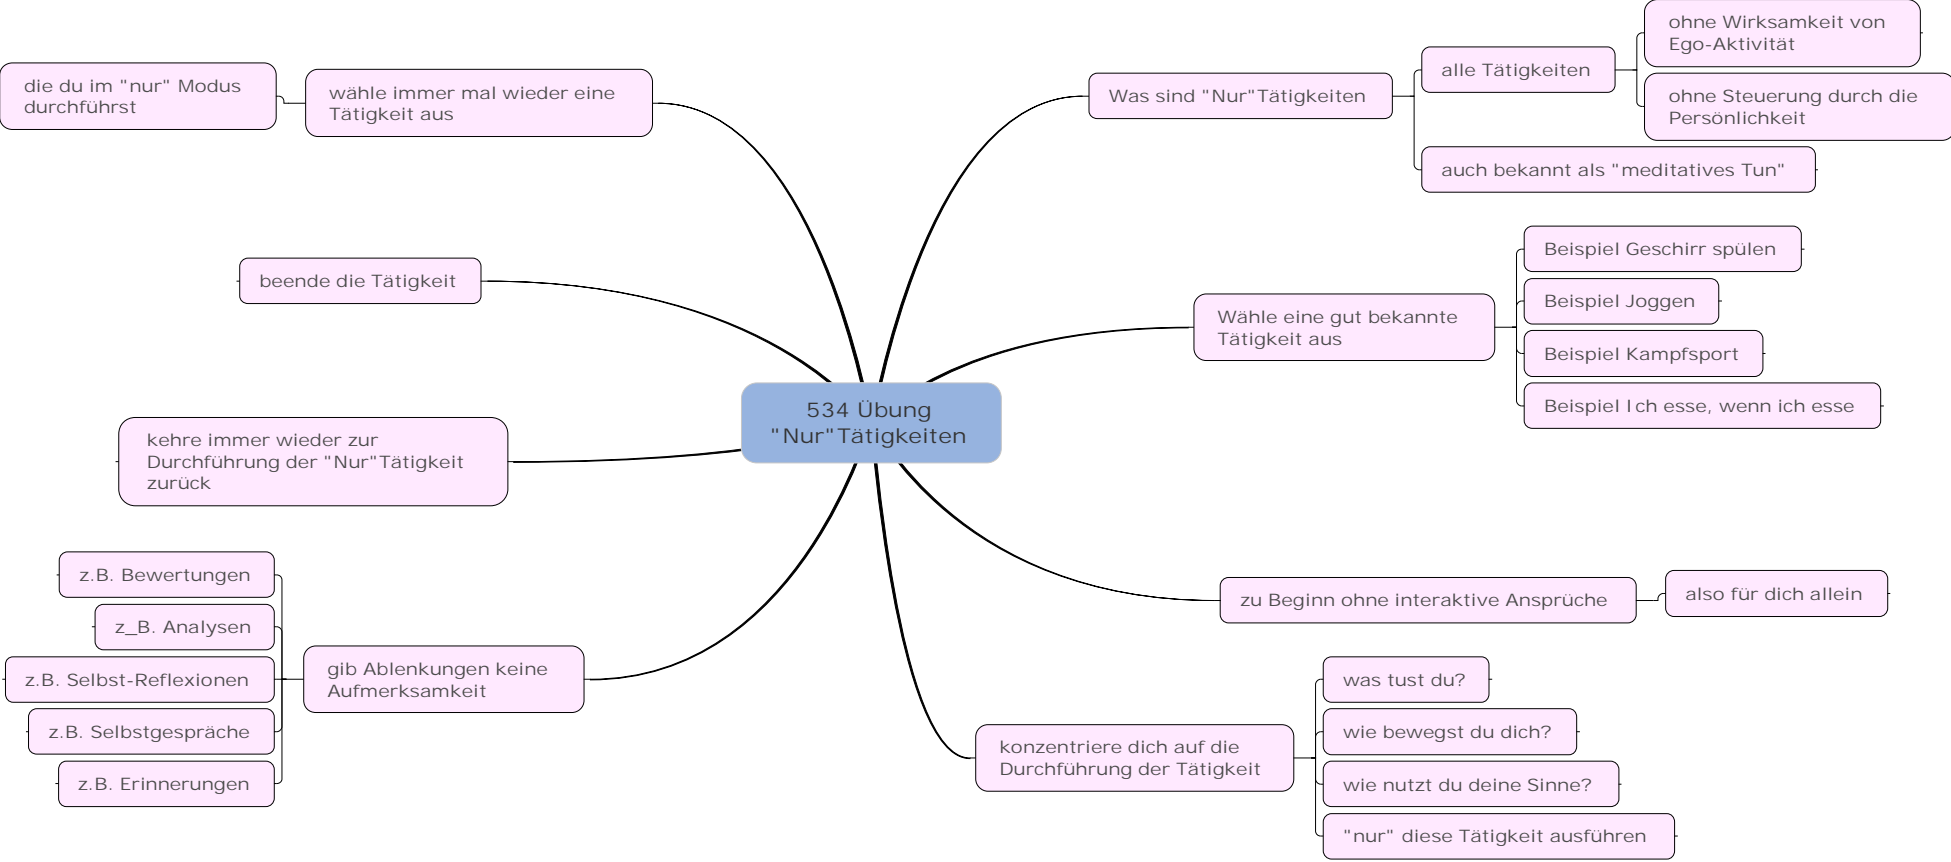 534 Übung
"Nur"Tätigkeiten
Was sind "Nur"Tätigkeiten
alle Tätigkeiten
ohne Wirksamkeit von
Ego-Aktivität
ohne Steuerung durch die
Persönlichkeit
auch bekannt als "meditatives Tun"
Wähle eine gut bekannte
Tätigkeit aus
Beispiel Geschirr spülen
Beispiel Joggen
Beispiel Kampfsport
Beispiel Ich esse, wenn ich esse
zu Beginn ohne interaktive Ansprüche
also für dich allein
konzentriere dich auf die
Durchführung der Tätigkeit
was tust du?
wie bewegst du dich?
wie nutzt du deine Sinne?
"nur" diese Tätigkeit ausführen
gib Ablenkungen keine
Aufmerksamkeit
z.B. Bewertungen
z_B. Analysen
z.B. Selbst-Reflexionen
z.B. Selbstgespräche
z.B. Erinnerungen
kehre immer wieder zur
Durchführung der "Nur"Tätigkeit
zurück
beende die Tätigkeit
wähle immer mal wieder eine
Tätigkeit aus
die du im "nur" Modus
durchführst